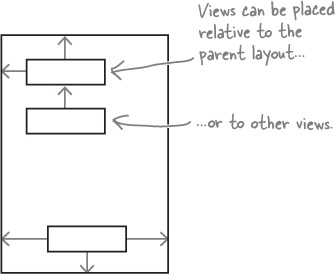 Views can be placed
relative to the
parent layout...
...or to other views.